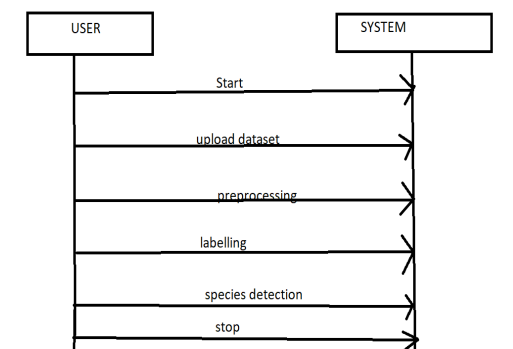 USER
SYSTEM
Start
upload dataset
preprocessing
labelling
species detection
stop